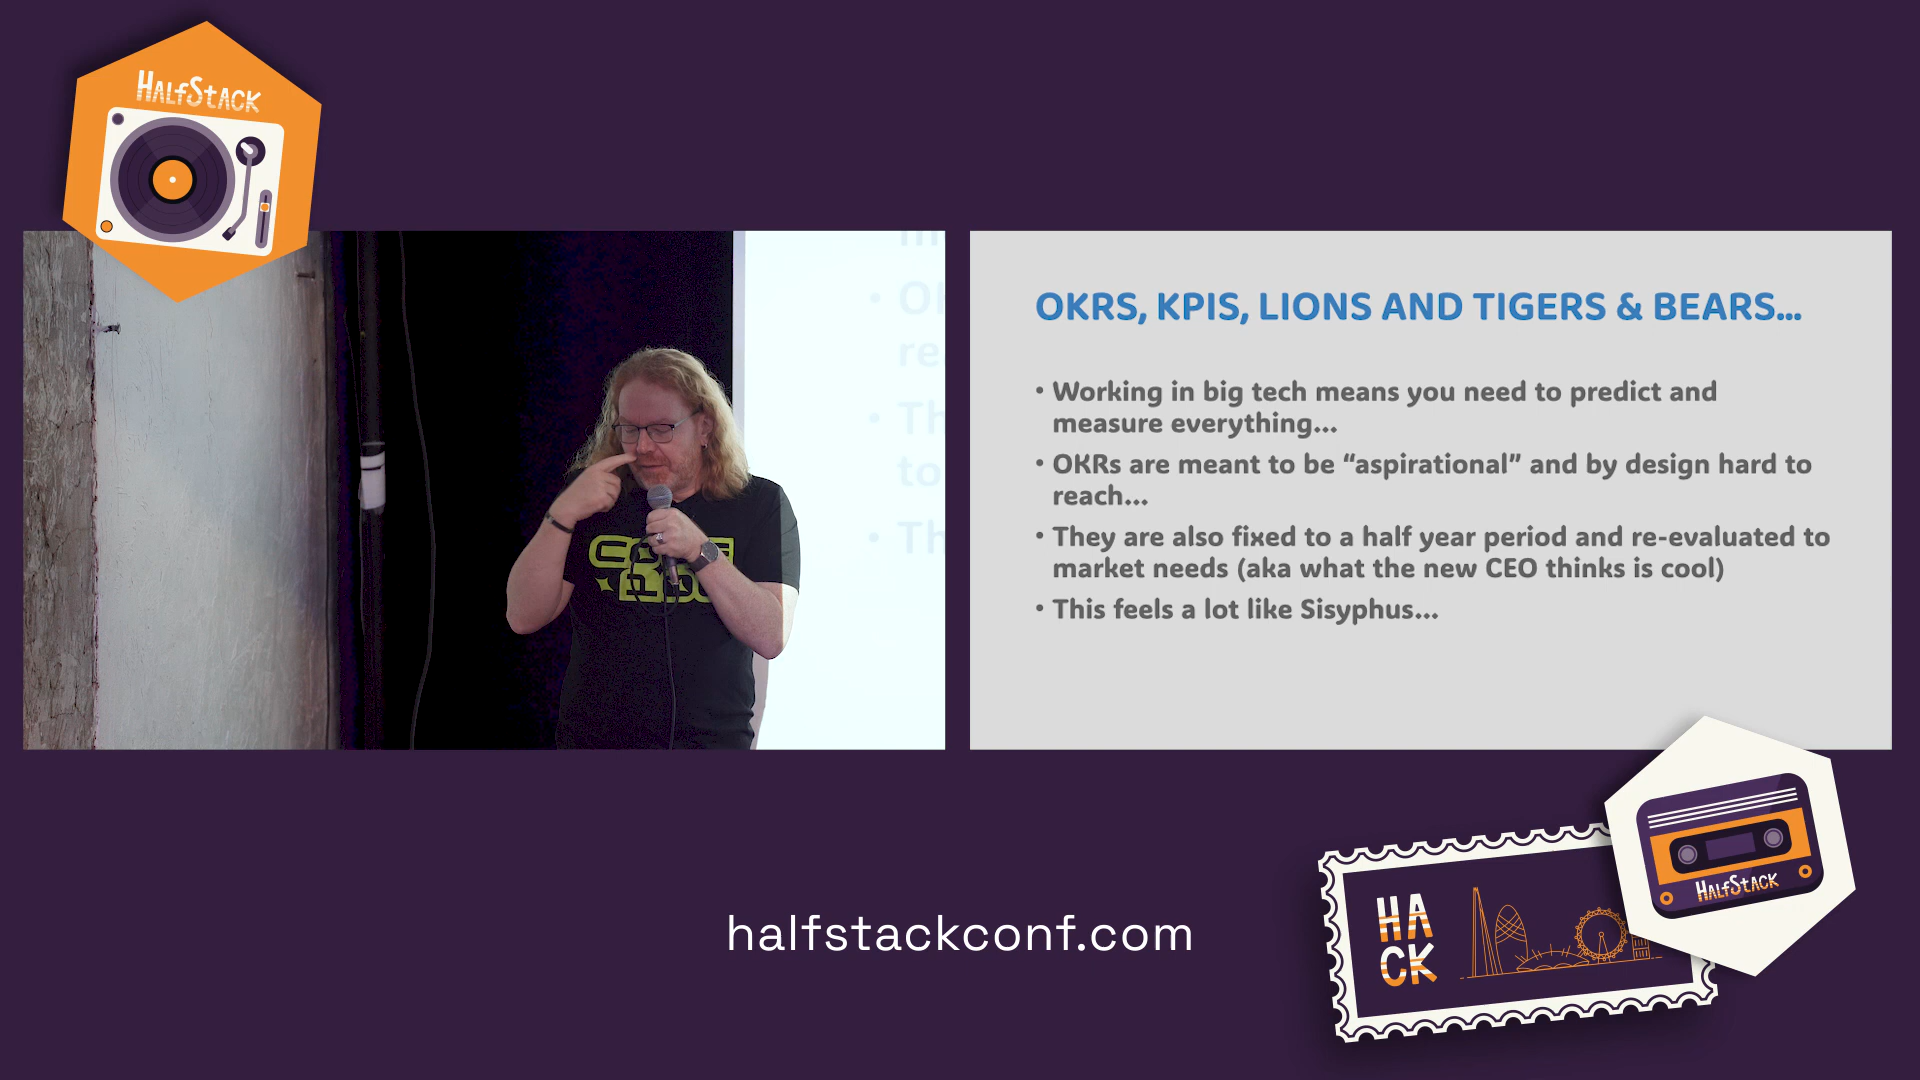 HALFSTACK
OKRS, KPIS, LIONS AND TIGERS & BEARS...
• Working in big tech means you need to predict and
measure everything...
• OKRs are meant to be “aspirational” and by design hard to
reach...
• They are also fixed to a half year period and re-evaluated to
market needs (aka what the new CEO thinks is cool)
• This feels a lot like Sisyphus...
HALFSTACK
HA
CK
halfstackconf.com